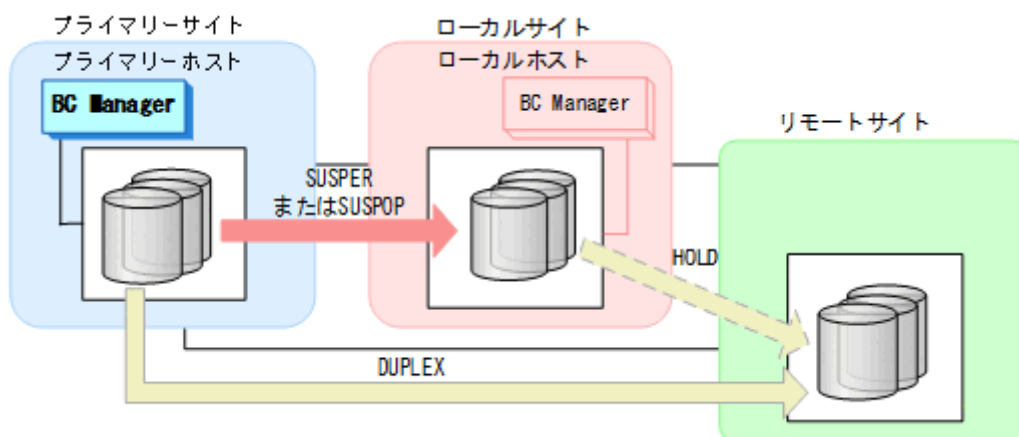 プライマリーサイト
プライマリーホスト
BC Manager
ローカルサイト
ローカルホスト
BC Manager
リモートサイト
SUSPER
またはSUSPOP
HOLD
DUPLEX